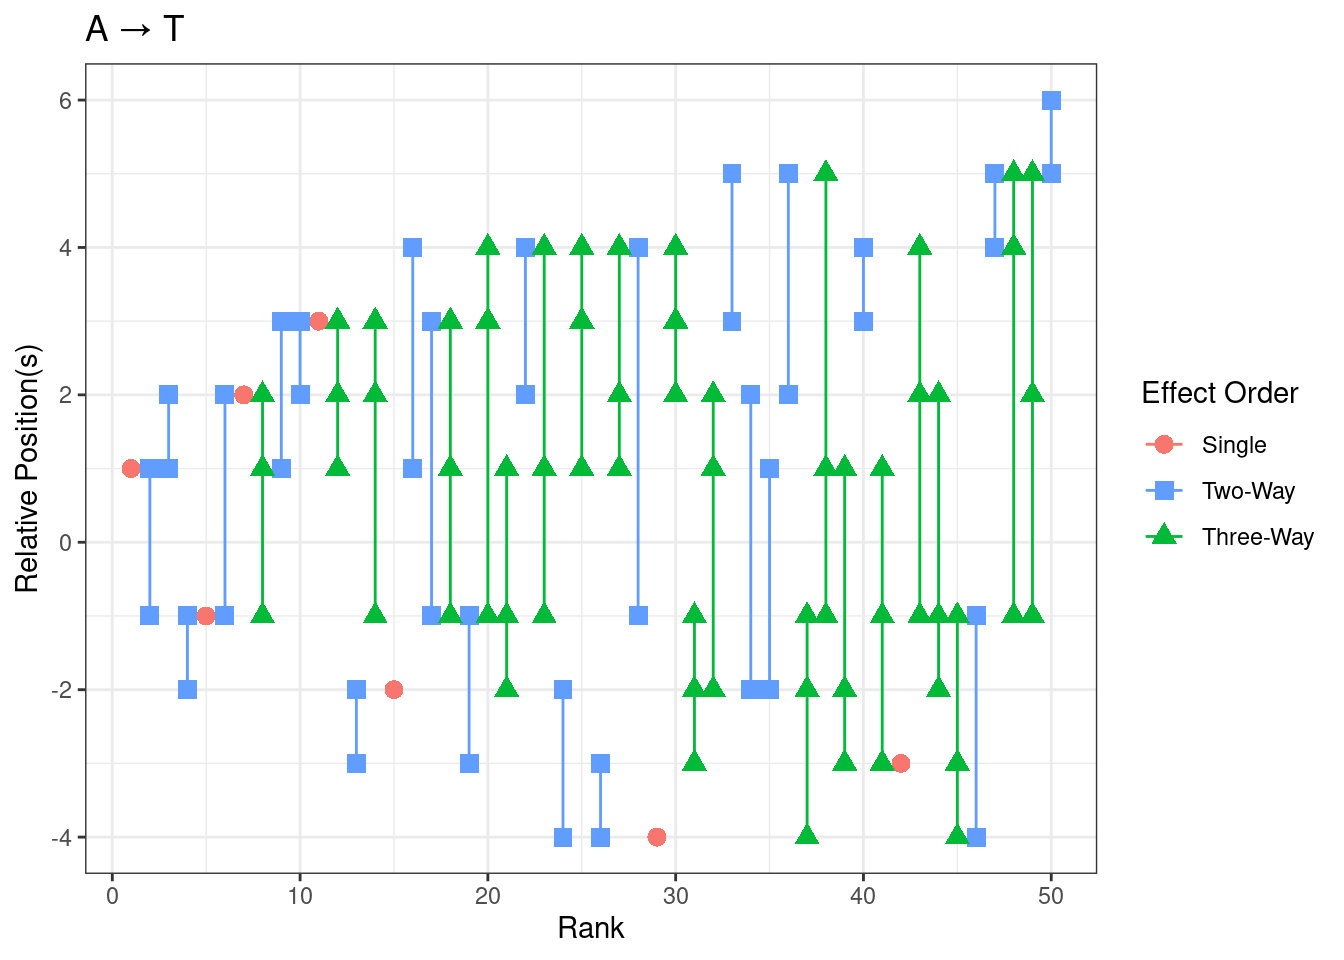 A → T
6
4
2
0
-2
-4
Relative Position(s)
0 10 20 30 40 50
Rank
Effect Order
Single
Two-Way
Three-Way